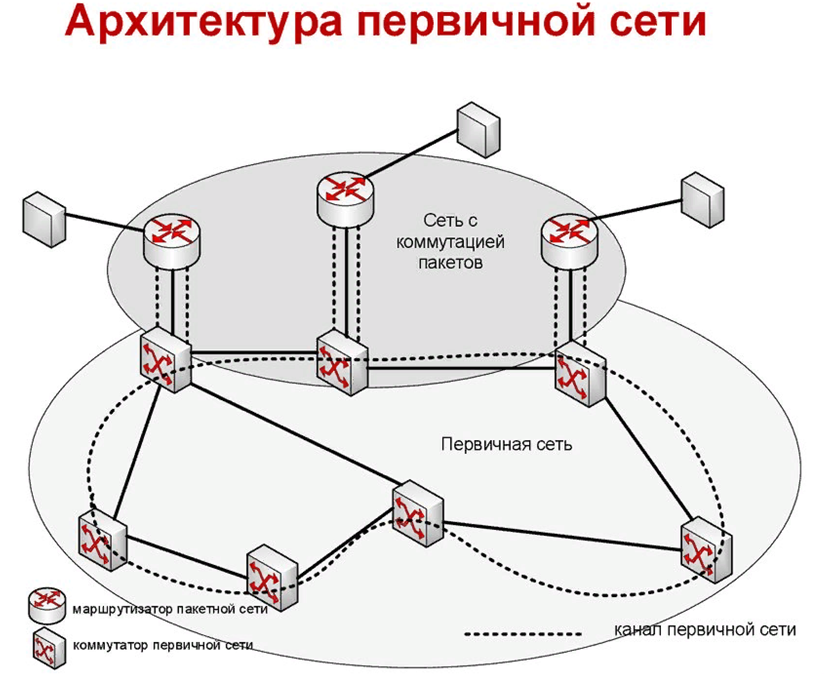 Архитектура первичной сети
Сеть с
коммутацией
пакетов
Первичная сеть
маршрутизатор пакетной сети
коммутатор первичной сети
канал первичной сети